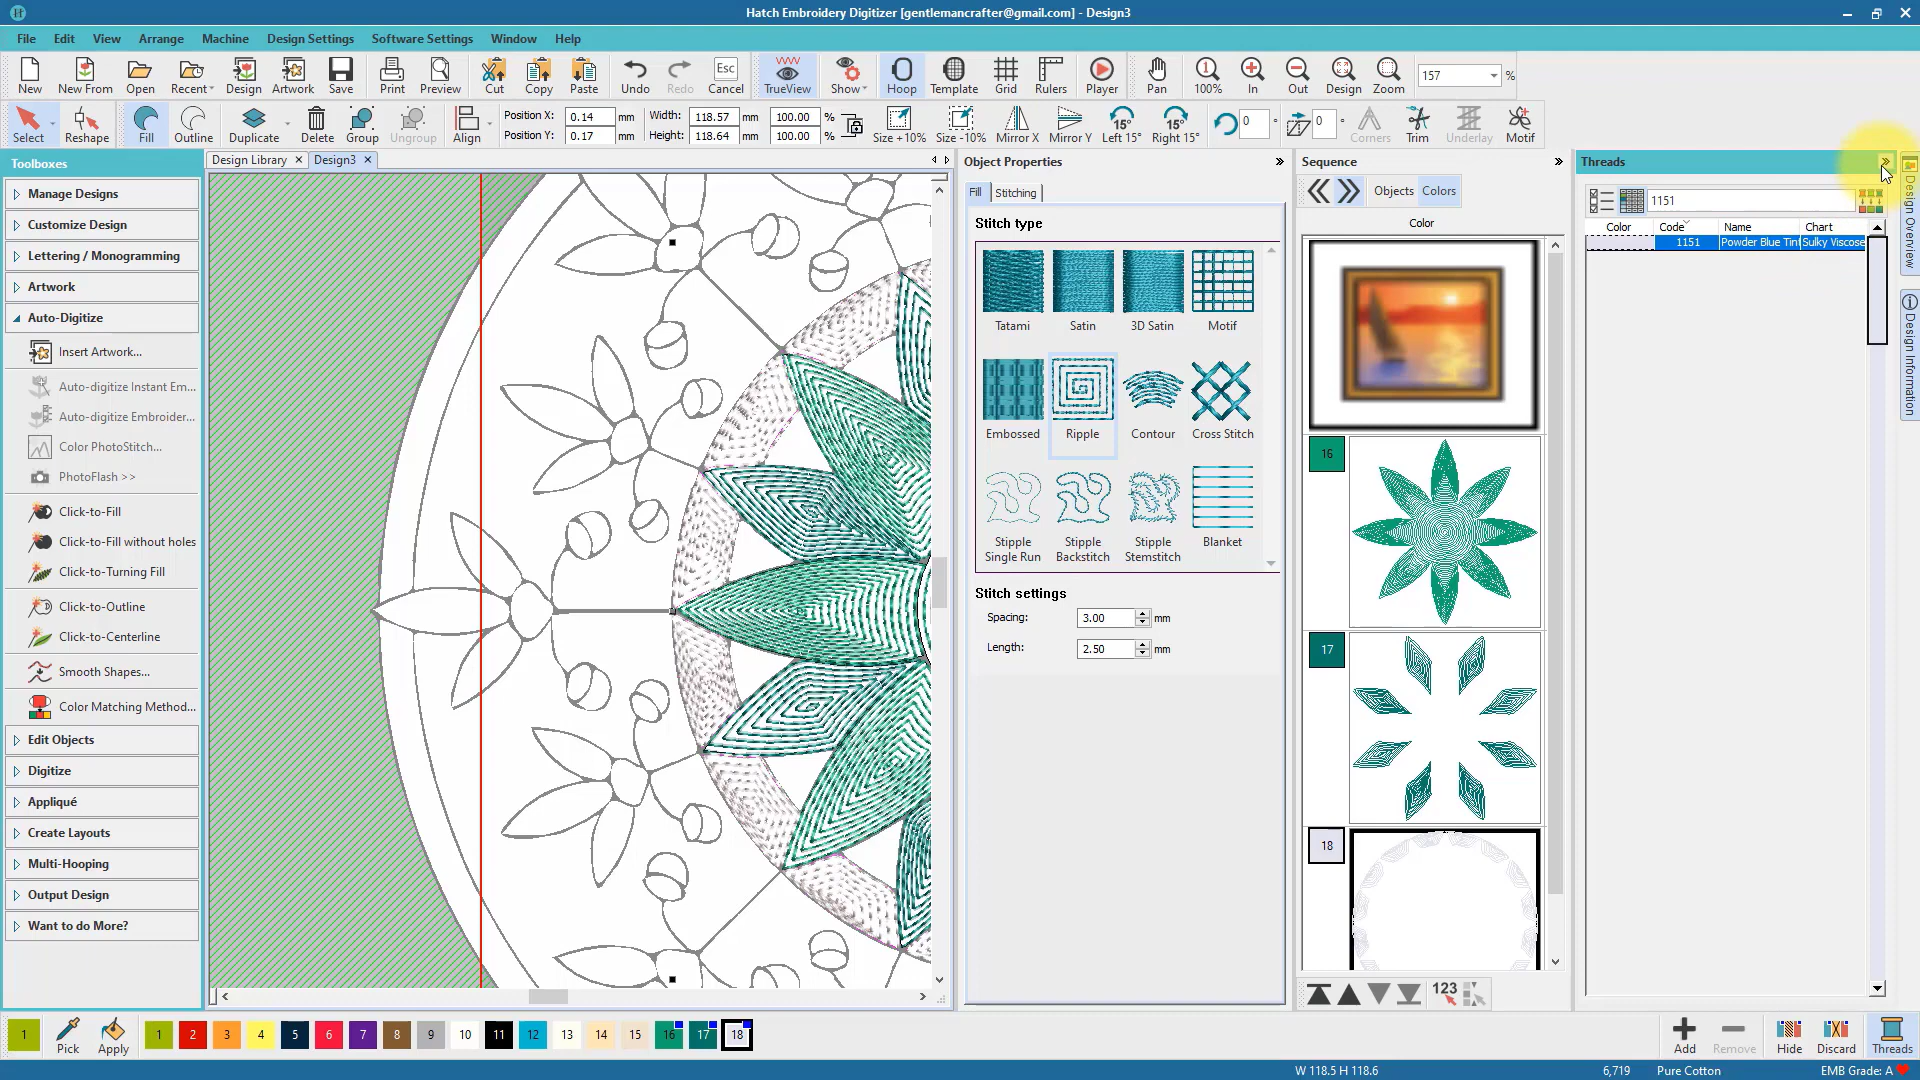 Hatch Embroidery Digitizer [gentlemancrafter@gmail.com] - Design3
File Edit View Arrange Machine Design Settings Software Settings Window Help
New New From Open Recent Design Artwork Save Print Preview Cut Copy Paste Undo Redo Esc Cancel TrueView Show Hoop Template Grid Rulers Player Pan 1 100% In Out Design Zoom 157 %
Select Reshape Fill Outline Duplicate Delete Group Ungroup Align
Position X: 0.14 mm Width: 118.57 mm 100.00 %
Position Y: 0.17 mm Height: 118.64 mm 100.00 %
Size +10% Size -10% Mirror X Mirror Y 15° Left 15° 15° Right 15° 0 ° 0 ° Corners Trim Underlay Motif
Toolboxes
Manage Designs
Customize Design
Lettering / Monogramming
Artwork
Auto-Digitize
Insert Artwork...
Auto-digitize Instant Em...
Auto-digitize Embroider...
Color PhotoStitch...
PhotoFlash >>
Click-to-Fill
Click-to-Fill without holes
Click-to-Turning Fill
Click-to-Outline
Click-to-Centerline
Smooth Shapes...
Color Matching Method...
Edit Objects
Digitize
Appliqué
Create Layouts
Multi-Hooping
Output Design
Want to do More?
Design Library Design3
Object Properties
Fill Stitching
Stitch type
Tatami Satin 3D Satin Motif
Embossed Ripple Contour Cross Stitch
Stipple Single Run Stipple Backstitch Stipple Stemstitch Blanket
Stitch settings
Spacing: 3.00 mm
Length: 2.50 mm
Sequence
Objects Colors
Color
16
17
18
123
Threads
1151
Color Code Name Chart
1151 Powder Blue Tint Sulky Viscose
Design Overview
Design Information
1 Pick Apply 1 2 3 4 5 6 7 8 9 10 11 12 13 14 15 16 17 18 Add Remove Hide Discard Threads
W 118.5 H 118.6 6,719 Pure Cotton EMB Grade: A